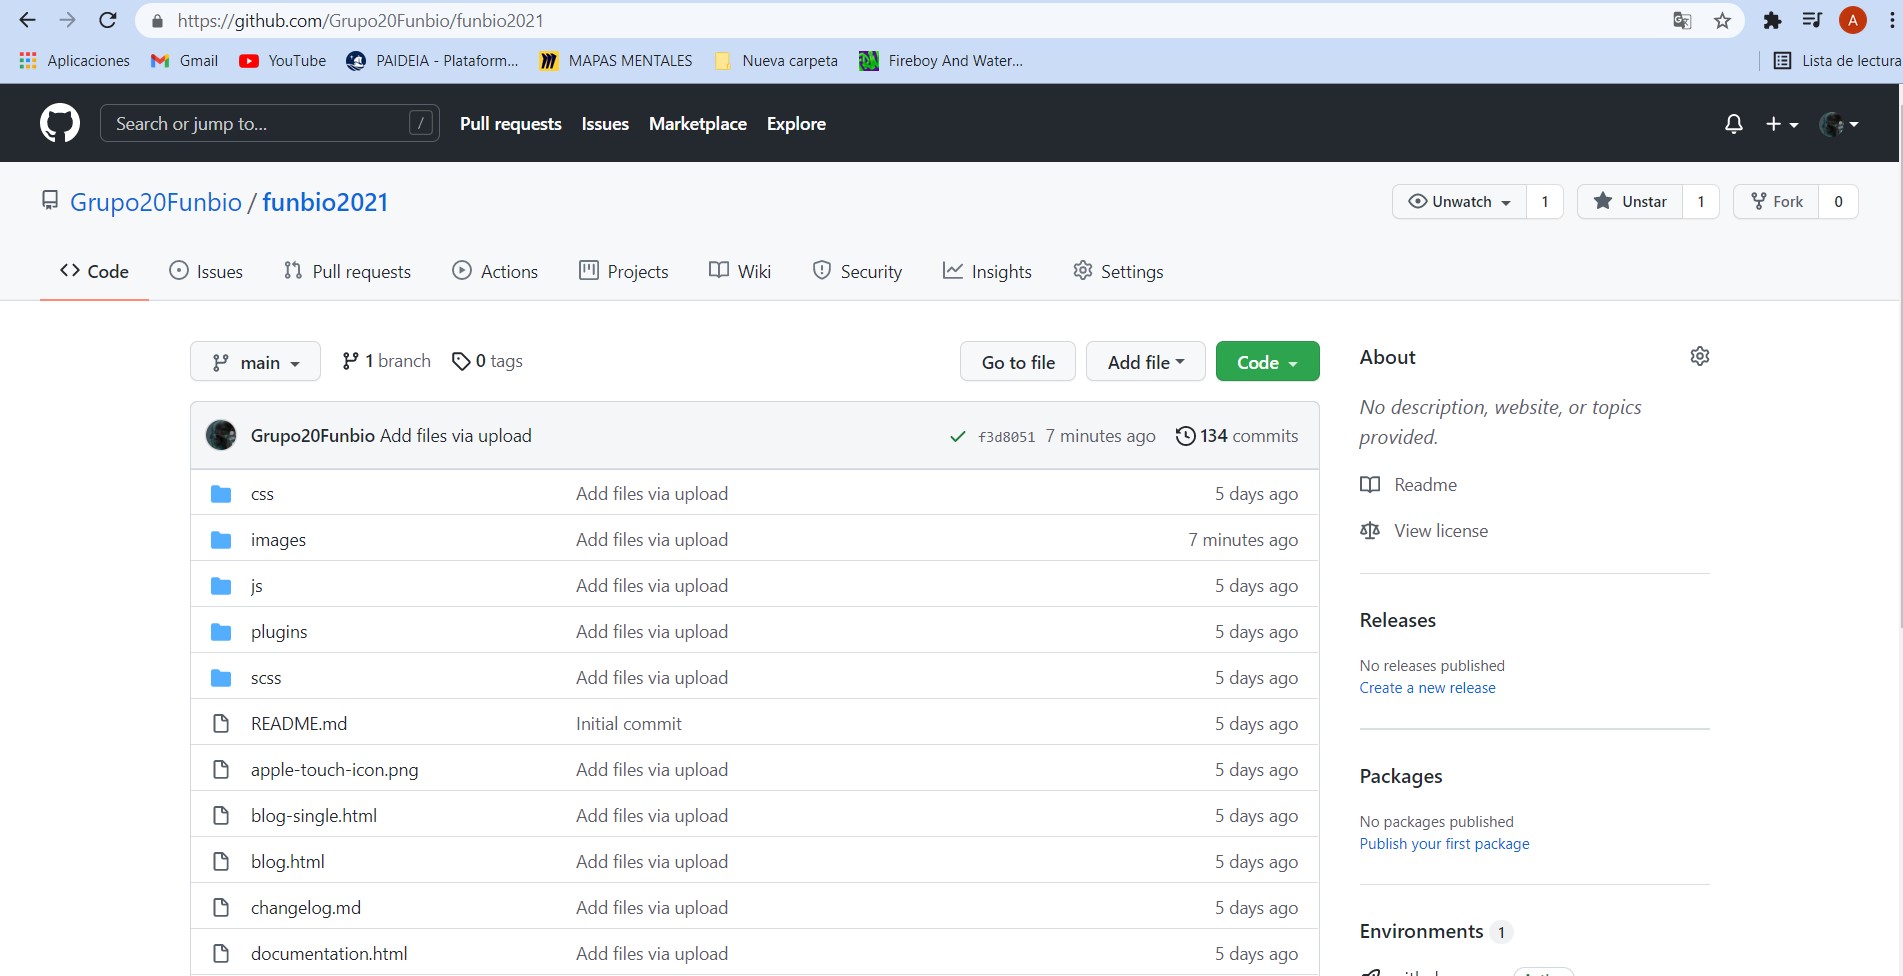 https://github.com/Grupo20Funbio/funbio2021
A
Aplicaciones Gmail YouTube PAIDEIA - Plataform... MAPAS MENTALES Nueva carpeta Fireboy And Water... Lista de lectura
Search or jump to... / Pull requests Issues Marketplace Explore
Grupo20Funbio / funbio2021 Unwatch 1 Unstar 1 Fork 0
Code Issues Pull requests Actions Projects Wiki Security Insights Settings
main 1 branch 0 tags Go to file Add file Code
Grupo20Funbio Add files via upload f3d8051 7 minutes ago 134 commits
css Add files via upload 5 days ago
images Add files via upload 7 minutes ago
js Add files via upload 5 days ago
plugins Add files via upload 5 days ago
scss Add files via upload 5 days ago
README.md Initial commit 5 days ago
apple-touch-icon.png Add files via upload 5 days ago
blog-single.html Add files via upload 5 days ago
blog.html Add files via upload 5 days ago
changelog.md Add files via upload 5 days ago
documentation.html Add files via upload 5 days ago
About
No description, website, or topics
provided.
Readme
View license
Releases
No releases published
Create a new release
Packages
No packages published
Publish your first package
Environments 1